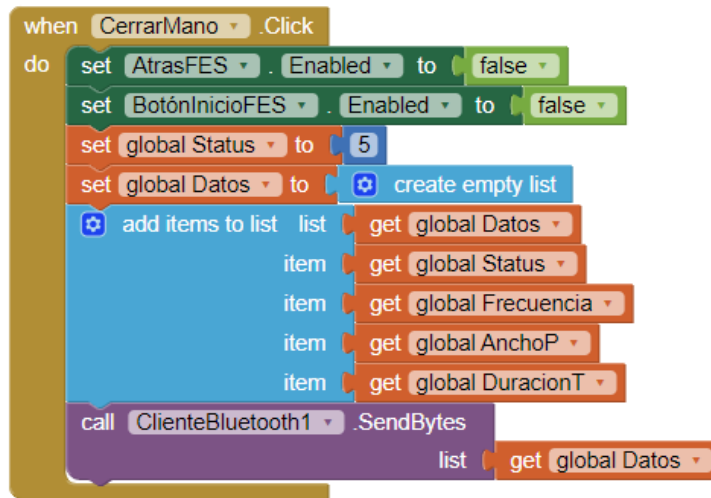 when CerrarMano .Click
do set AtrasFES . Enabled to false
set BotónInicioFES . Enabled to false
set global Status to 5
set global Datos to create empty list
add items to list list get global Datos
item get global Status
item get global Frecuencia
item get global AnchoP
item get global DuracionT
call ClienteBluetooth1 .SendBytes
list get global Datos